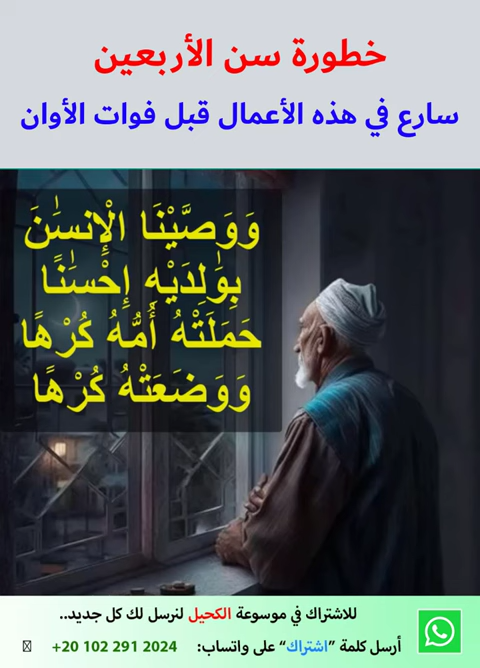 خطورة سن الأربعين
سارع في هذه الأعمال قبل فوات الأوان
وَوَصَّيْنَا الْإِنسَٰنَ
بِوَٰلِدَيْهِ إِحْسَٰنًا
حَمَلَتْهُ أُمُّهُ كُرْهًا
وَوَضَعَتْهُ كُرْهًا
للاشتراك في موسوعة الكحيل لنرسل لك كل جديد..
أرسل كلمة "اشتراك" على واتساب: +20 102 291 2024